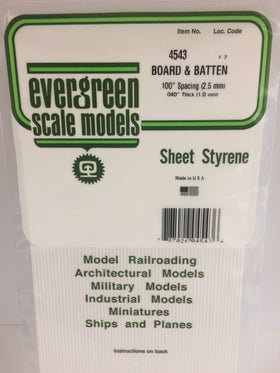 Item No. Loc. Code
4543
BOARD & BATTEN
.100" Spacing (2.5 mm)
.040" Thick (1.0 mm)
evergreen
scale models
Sheet Styrene
Made in U S A
Model Railroading
Architectural Models
Military Models
Industrial Models
Miniatures
Ships and Planes
Instructions on back